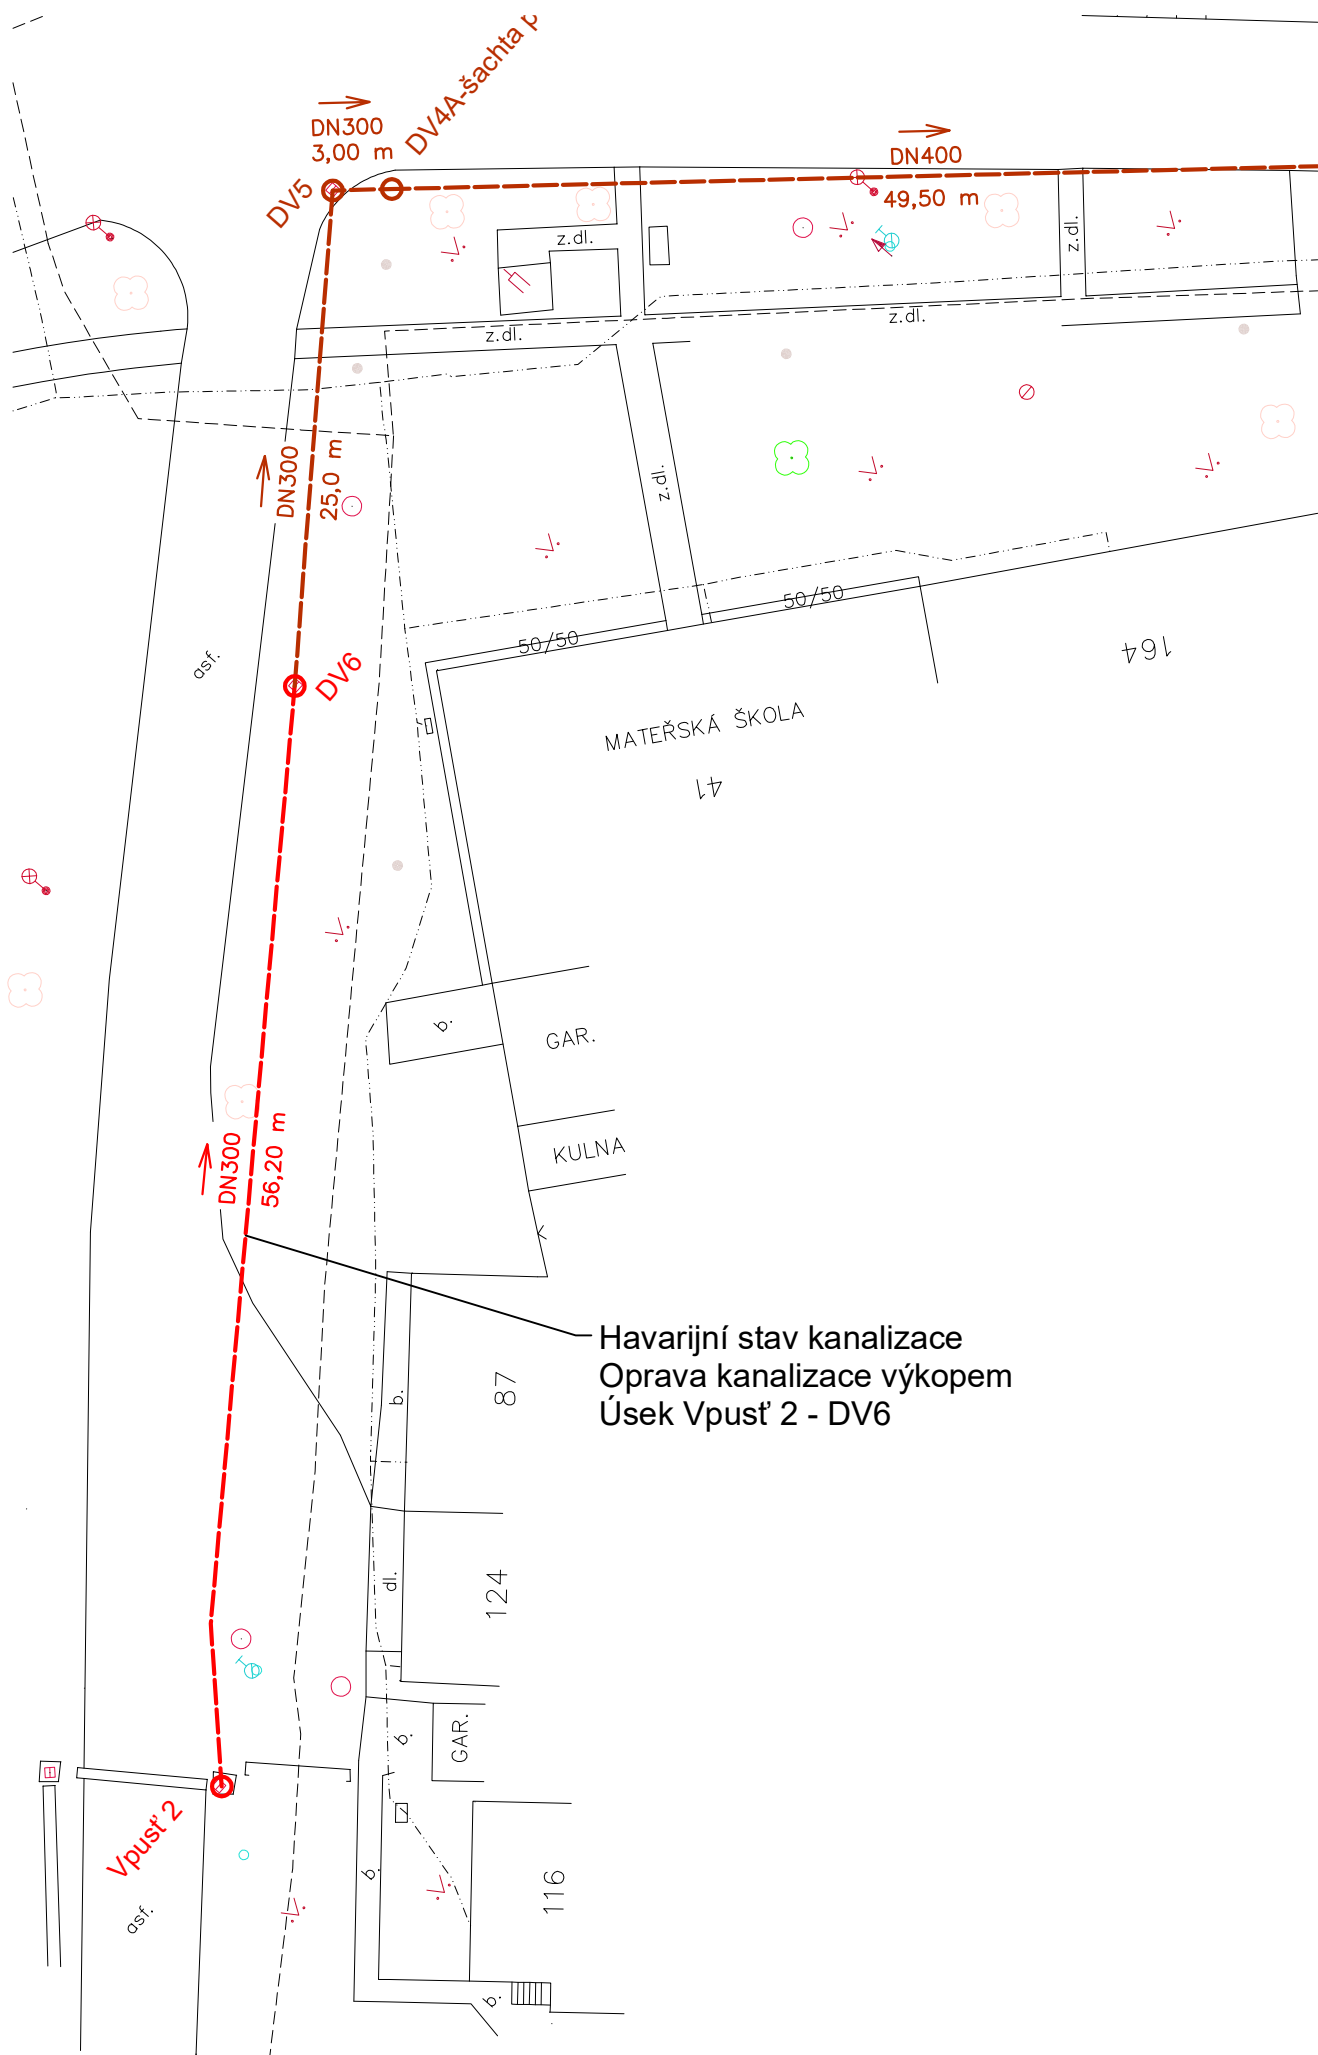 DV4A-šachta p
DN300
3,00 m
DV5
DN400
49,50 m
z.dl.
z.dl.
z.dl.
z.dl.
DN300
25,0 m
z.dl.
50/50
50/50
asf.
DV6
164
MATEŘSKÁ ŠKOLA
41
b.
GAR.
KULNA
DN300
56,20 m
Havarijní stav kanalizace
Oprava kanalizace výkopem
Úsek Vpusť 2 - DV6
87
b.
dl.
124
b.
GAR.
Vpusť 2
b.
116
asf.
b.